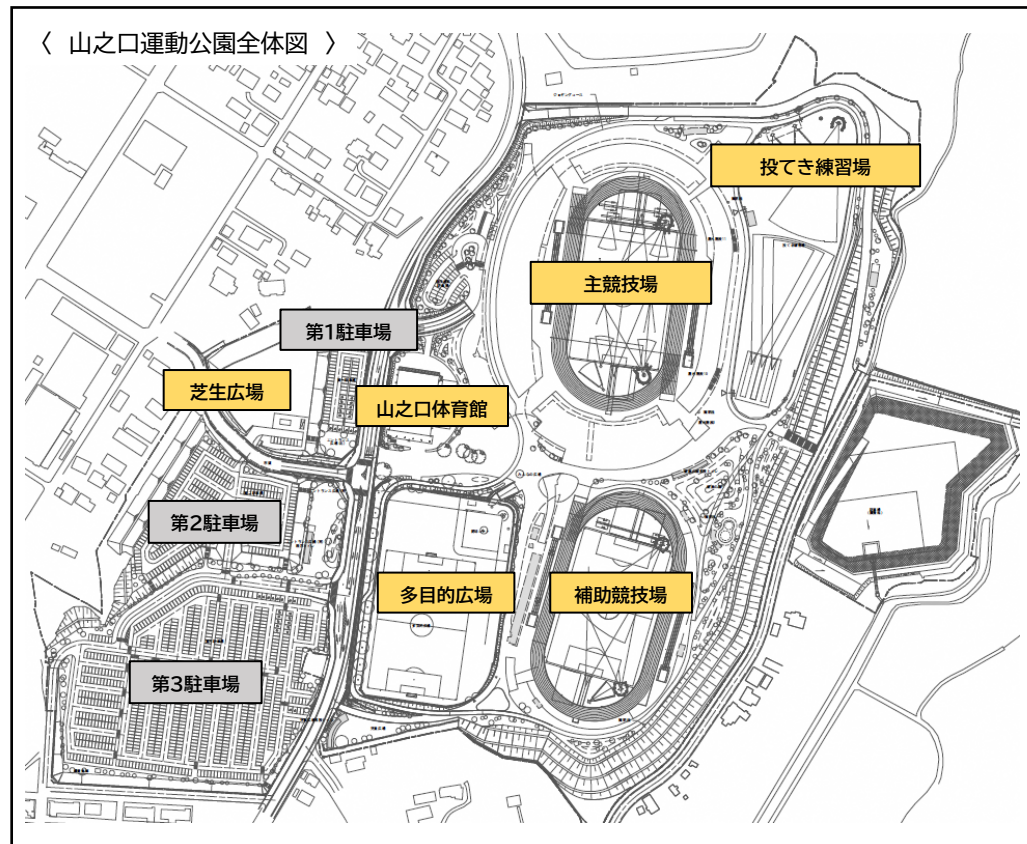 〈 山之口運動公園全体図 〉
投てき練習場
主競技場
第1駐車場
芝生広場
山之口体育館
第2駐車場
多目的広場
補助競技場
第3駐車場